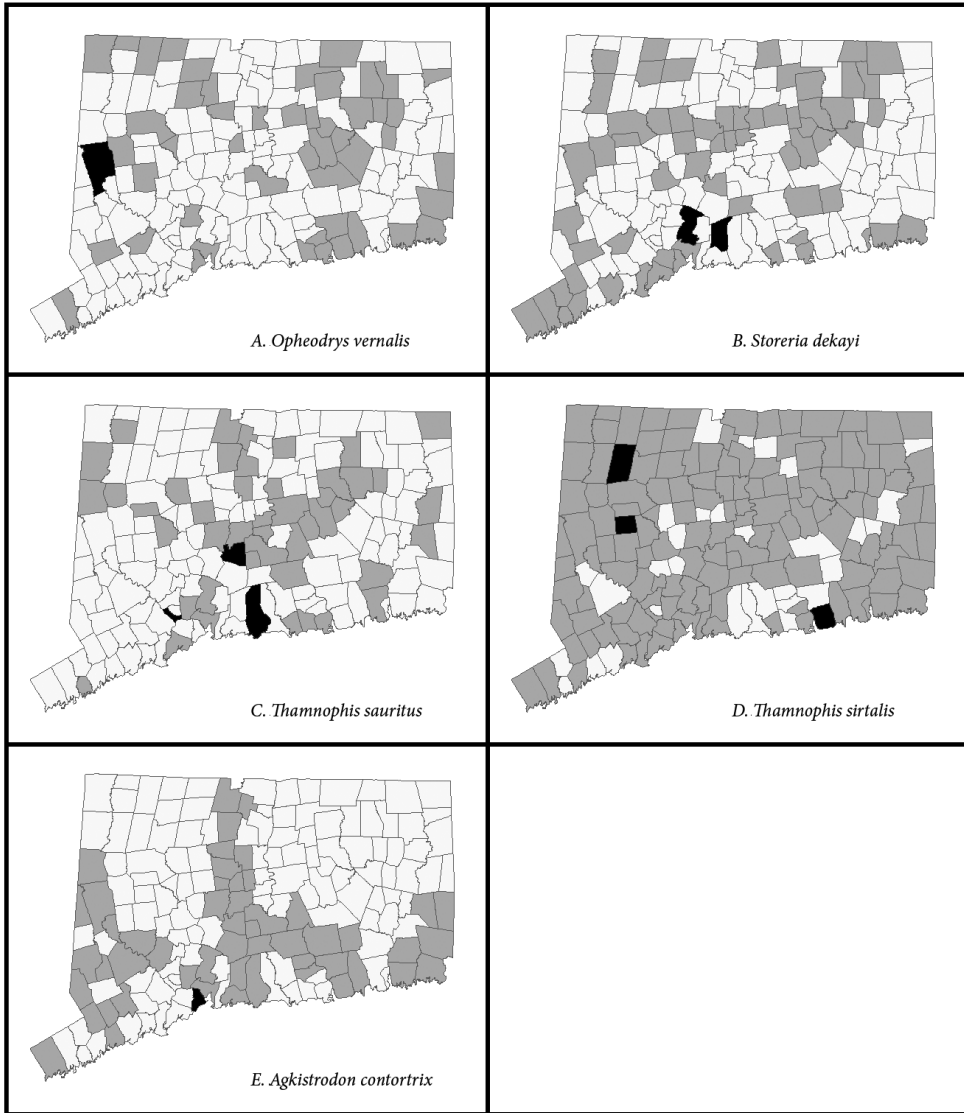 A. Opheodrys vernalis
B. Storeria dekayi
C. Thamnophis sauritus
D. Thamnophis sirtalis
E. Agkistrodon contortrix